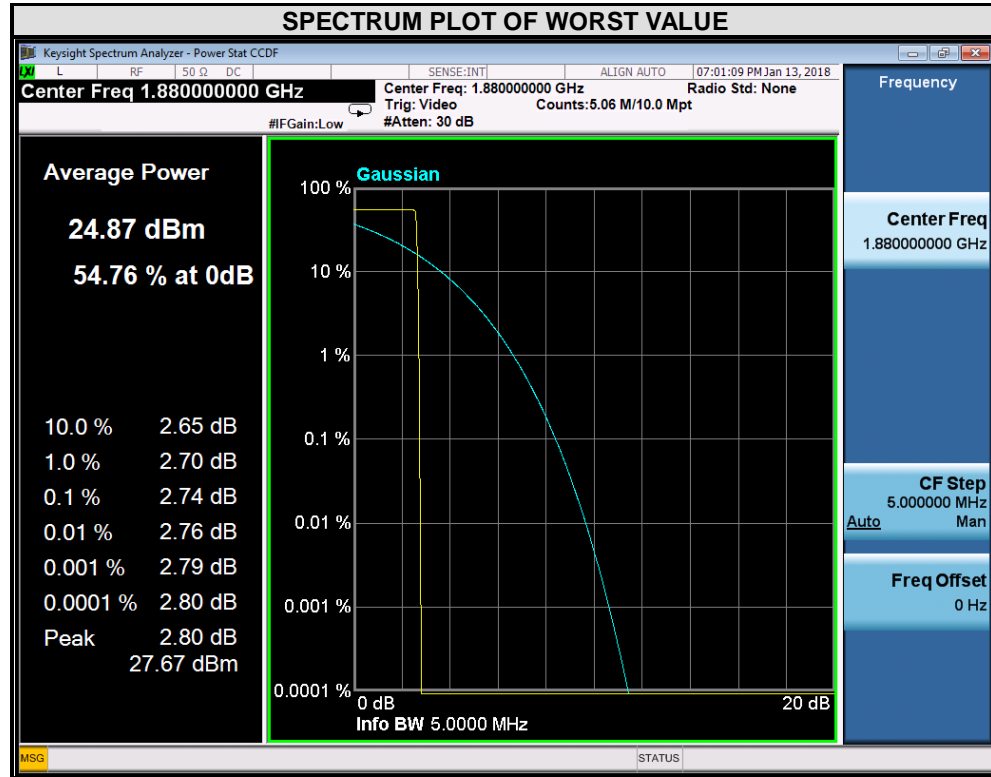 SPECTRUM PLOT OF WORST VALUE
Keysight Spectrum Analyzer - Power Stat CCDF
LXI L RF 50 Ω DC SENSE:INT ALIGN AUTO 07:01:09 PM Jan 13, 2018
Center Freq 1.880000000 GHz
#IFGain:Low
Center Freq: 1.880000000 GHz Radio Std: None
Trig: Video Counts:5.06 M/10.0 Mpt
#Atten: 30 dB
Average Power
24.87 dBm
54.76 % at 0dB
10.0 % 2.65 dB
1.0 % 2.70 dB
0.1 % 2.74 dB
0.01 % 2.76 dB
0.001 % 2.79 dB
0.0001 % 2.80 dB
Peak 2.80 dB
27.67 dBm
Gaussian
100 %
10 %
1 %
0.1 %
0.01 %
0.001 %
0.0001 %
0 dB 20 dB
Info BW 5.0000 MHz
Frequency
Center Freq
1.880000000 GHz
CF Step
5.000000 MHz
Auto Man
Freq Offset
0 Hz
MSG STATUS